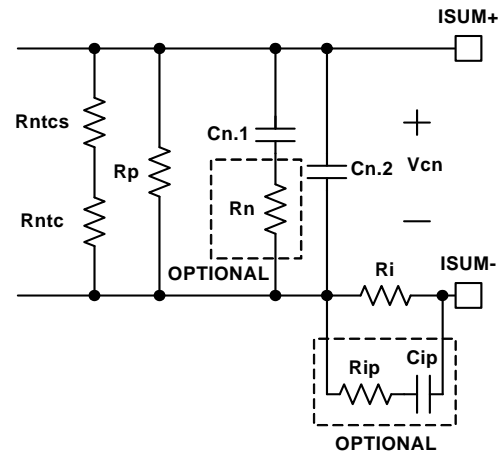 ISUM+
Rntcs
Cn.1
+
Rp
Cn.2
Vcn
Rntc
Rn
−
OPTIONAL
Ri
ISUM-
Rip
Cip
OPTIONAL